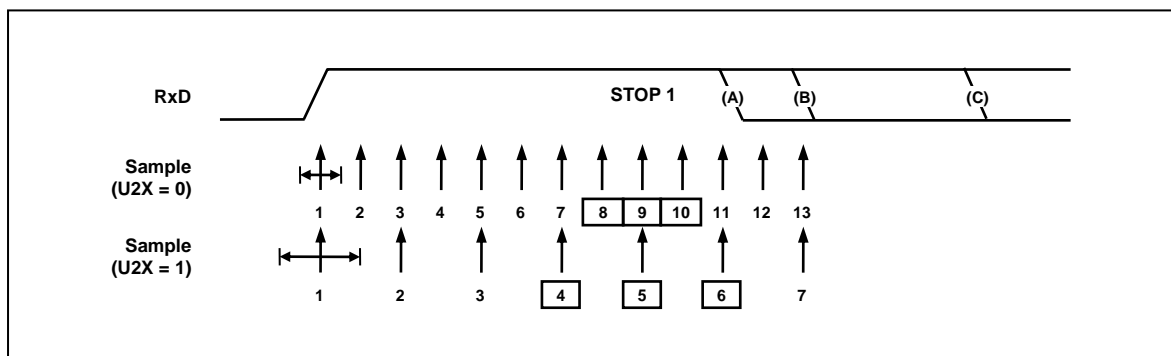 RxD
STOP 1
(A)
(B)
(C)
Sample
(U2X = 0)
1 2 3 4 5 6 7 8 9 10 11 12 13
Sample
(U2X = 1)
1 2 3 4 5 6 7